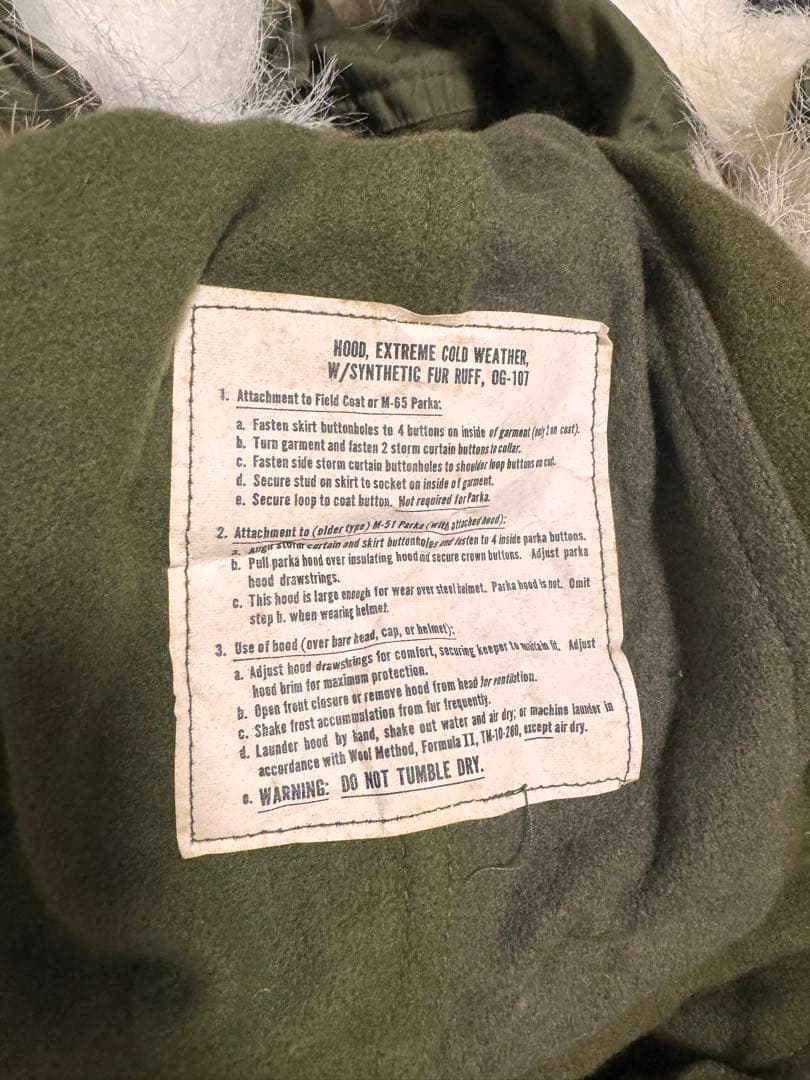 HOOD, EXTREME COLD WEATHER,
W/SYNTHETIC FUR RUFF, OG-107
1. Attachment to Field Coat or M-65 Parka:
a. Fasten skirt buttonholes to 4 buttons on inside of garment (only 2 on coat).
b. Turn garment and fasten 2 storm curtain buttons to collar.
c. Fasten side storm curtain buttonholes to shoulder loop buttons on coat.
d. Secure stud on skirt to socket on inside of garment.
e. Secure loop to coat button. Not required for Parka.
2. Attachment to (older type) M-51 Parka (with attached hood):
a. Align storm curtain and skirt buttonholes and fasten to 4 inside parka buttons.
b. Pull parka hood over insulating hood and secure crown buttons. Adjust parka
hood drawstrings.
c. This hood is large enough for wear over steel helmet. Parka hood is not. Omit
step b. when wearing helmet.
3. Use of hood (over bare head, cap, or helmet):
a. Adjust hood drawstrings for comfort, securing keeper to maintain fit. Adjust
hood brim for maximum protection.
b. Open front closure or remove hood from head for ventilation.
c. Shake frost accummulation from fur frequently.
d. Launder hood by hand, shake out water and air dry; or machine launder in
accordance with Wool Method, Formula II, TM-10-280, except air dry.
e. WARNING: DO NOT TUMBLE DRY.